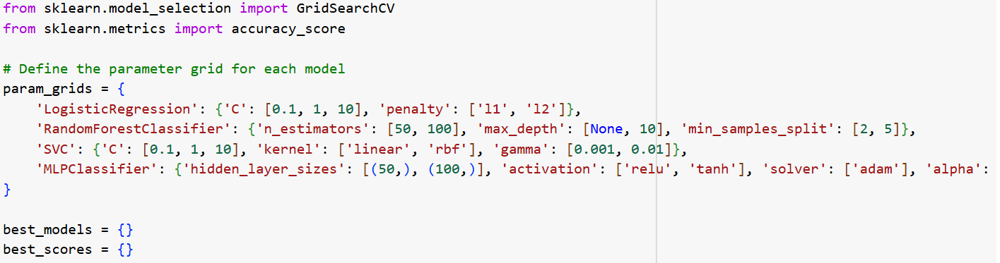 from sklearn.model_selection import GridSearchCV
from sklearn.metrics import accuracy_score
# Define the parameter grid for each model
param_grids = {
    'LogisticRegression': {'C': [0.1, 1, 10], 'penalty': ['l1', 'l2']},
    'RandomForestClassifier': {'n_estimators': [50, 100], 'max_depth': [None, 10], 'min_samples_split': [2, 5]},
    'SVC': {'C': [0.1, 1, 10], 'kernel': ['linear', 'rbf'], 'gamma': [0.001, 0.01]},
    'MLPClassifier': {'hidden_layer_sizes': [(50,), (100,)], 'activation': ['relu', 'tanh'], 'solver': ['adam'], 'alpha':
}
best_models = {}
best_scores = {}